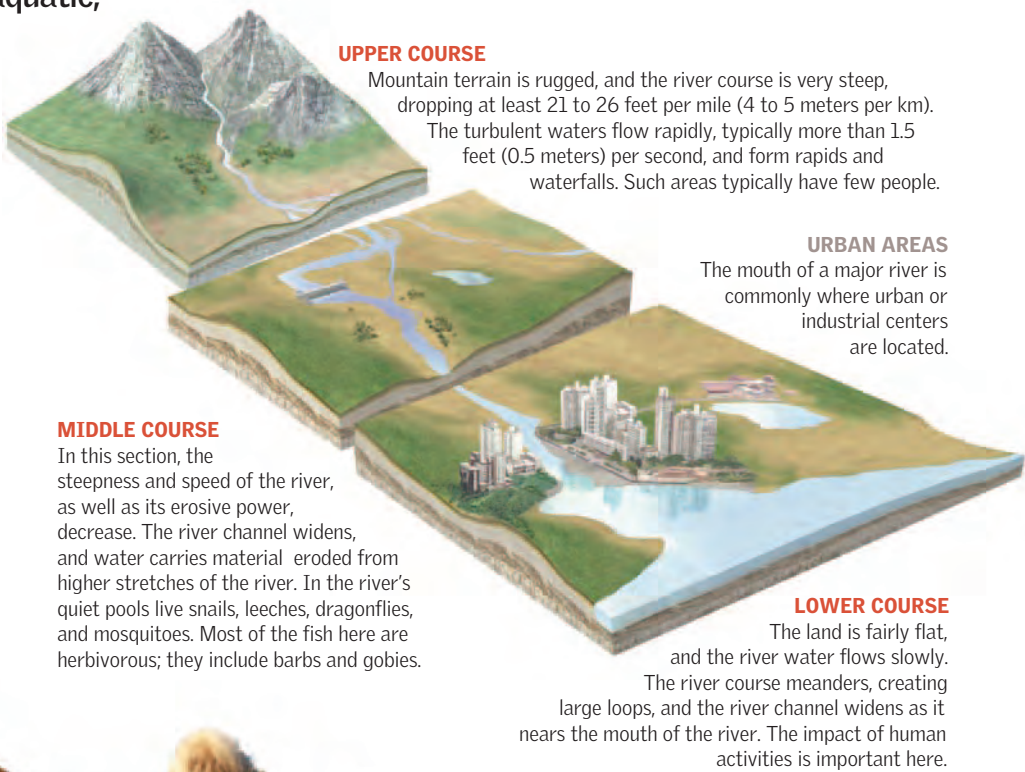 aquatic,
UPPER COURSE
Mountain terrain is rugged, and the river course is very steep,
dropping at least 21 to 26 feet per mile (4 to 5 meters per km).
The turbulent waters flow rapidly, typically more than 1.5
feet (0.5 meters) per second, and form rapids and
waterfalls. Such areas typically have few people.
URBAN AREAS
The mouth of a major river is
commonly where urban or
industrial centers
are located.
MIDDLE COURSE
In this section, the
steepness and speed of the river,
as well as its erosive power,
decrease. The river channel widens,
and water carries material eroded from
higher stretches of the river. In the river's
quiet pools live snails, leeches, dragonflies,
and mosquitoes. Most of the fish here are
herbivorous; they include barbs and gobies.
LOWER COURSE
The land is fairly flat,
and the river water flows slowly.
The river course meanders, creating
large loops, and the river channel widens as it
nears the mouth of the river. The impact of human
activities is important here.